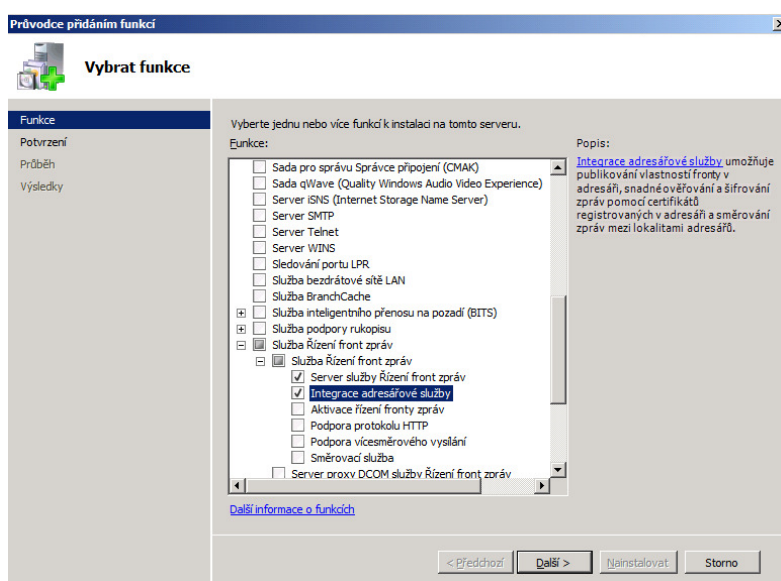 Průvodce přidáním funkcí
Vybrat funkce
Funkce
Potvrzení
Průběh
Výsledky
Vyberte jednu nebo více funkcí k instalaci na tomto serveru.
Funkce:
Sada pro správu Správce připojení (CMAK)
Sada qWave (Quality Windows Audio Video Experience)
Server iSNS (Internet Storage Name Server)
Server SMTP
Server Telnet
Server WINS
Sledování portu LPR
Služba bezdrátové sítě LAN
Služba BranchCache
Služba inteligentního přenosu na pozadí (BITS)
Služba podpory rukopisu
Služba Řízení front zpráv
Služba Řízení front zpráv
Server služby Řízení front zpráv
Integrace adresářové služby
Aktivace řízení fronty zpráv
Podpora protokolu HTTP
Podpora vícesměrového vysílání
Směrovací služba
Server proxy DCOM služby Řízení front zpráv
Další informace o funkcích
Popis:
Integrace adresářové služby umožňuje
publikování vlastností fronty v
adresáři, snadné ověřování a šifrování
zpráv pomocí certifikátů
registrovaných v adresáři a směrování
zpráv mezi lokalitami adresářů.
< Předchozí
Další >
Nainstalovat
Storno